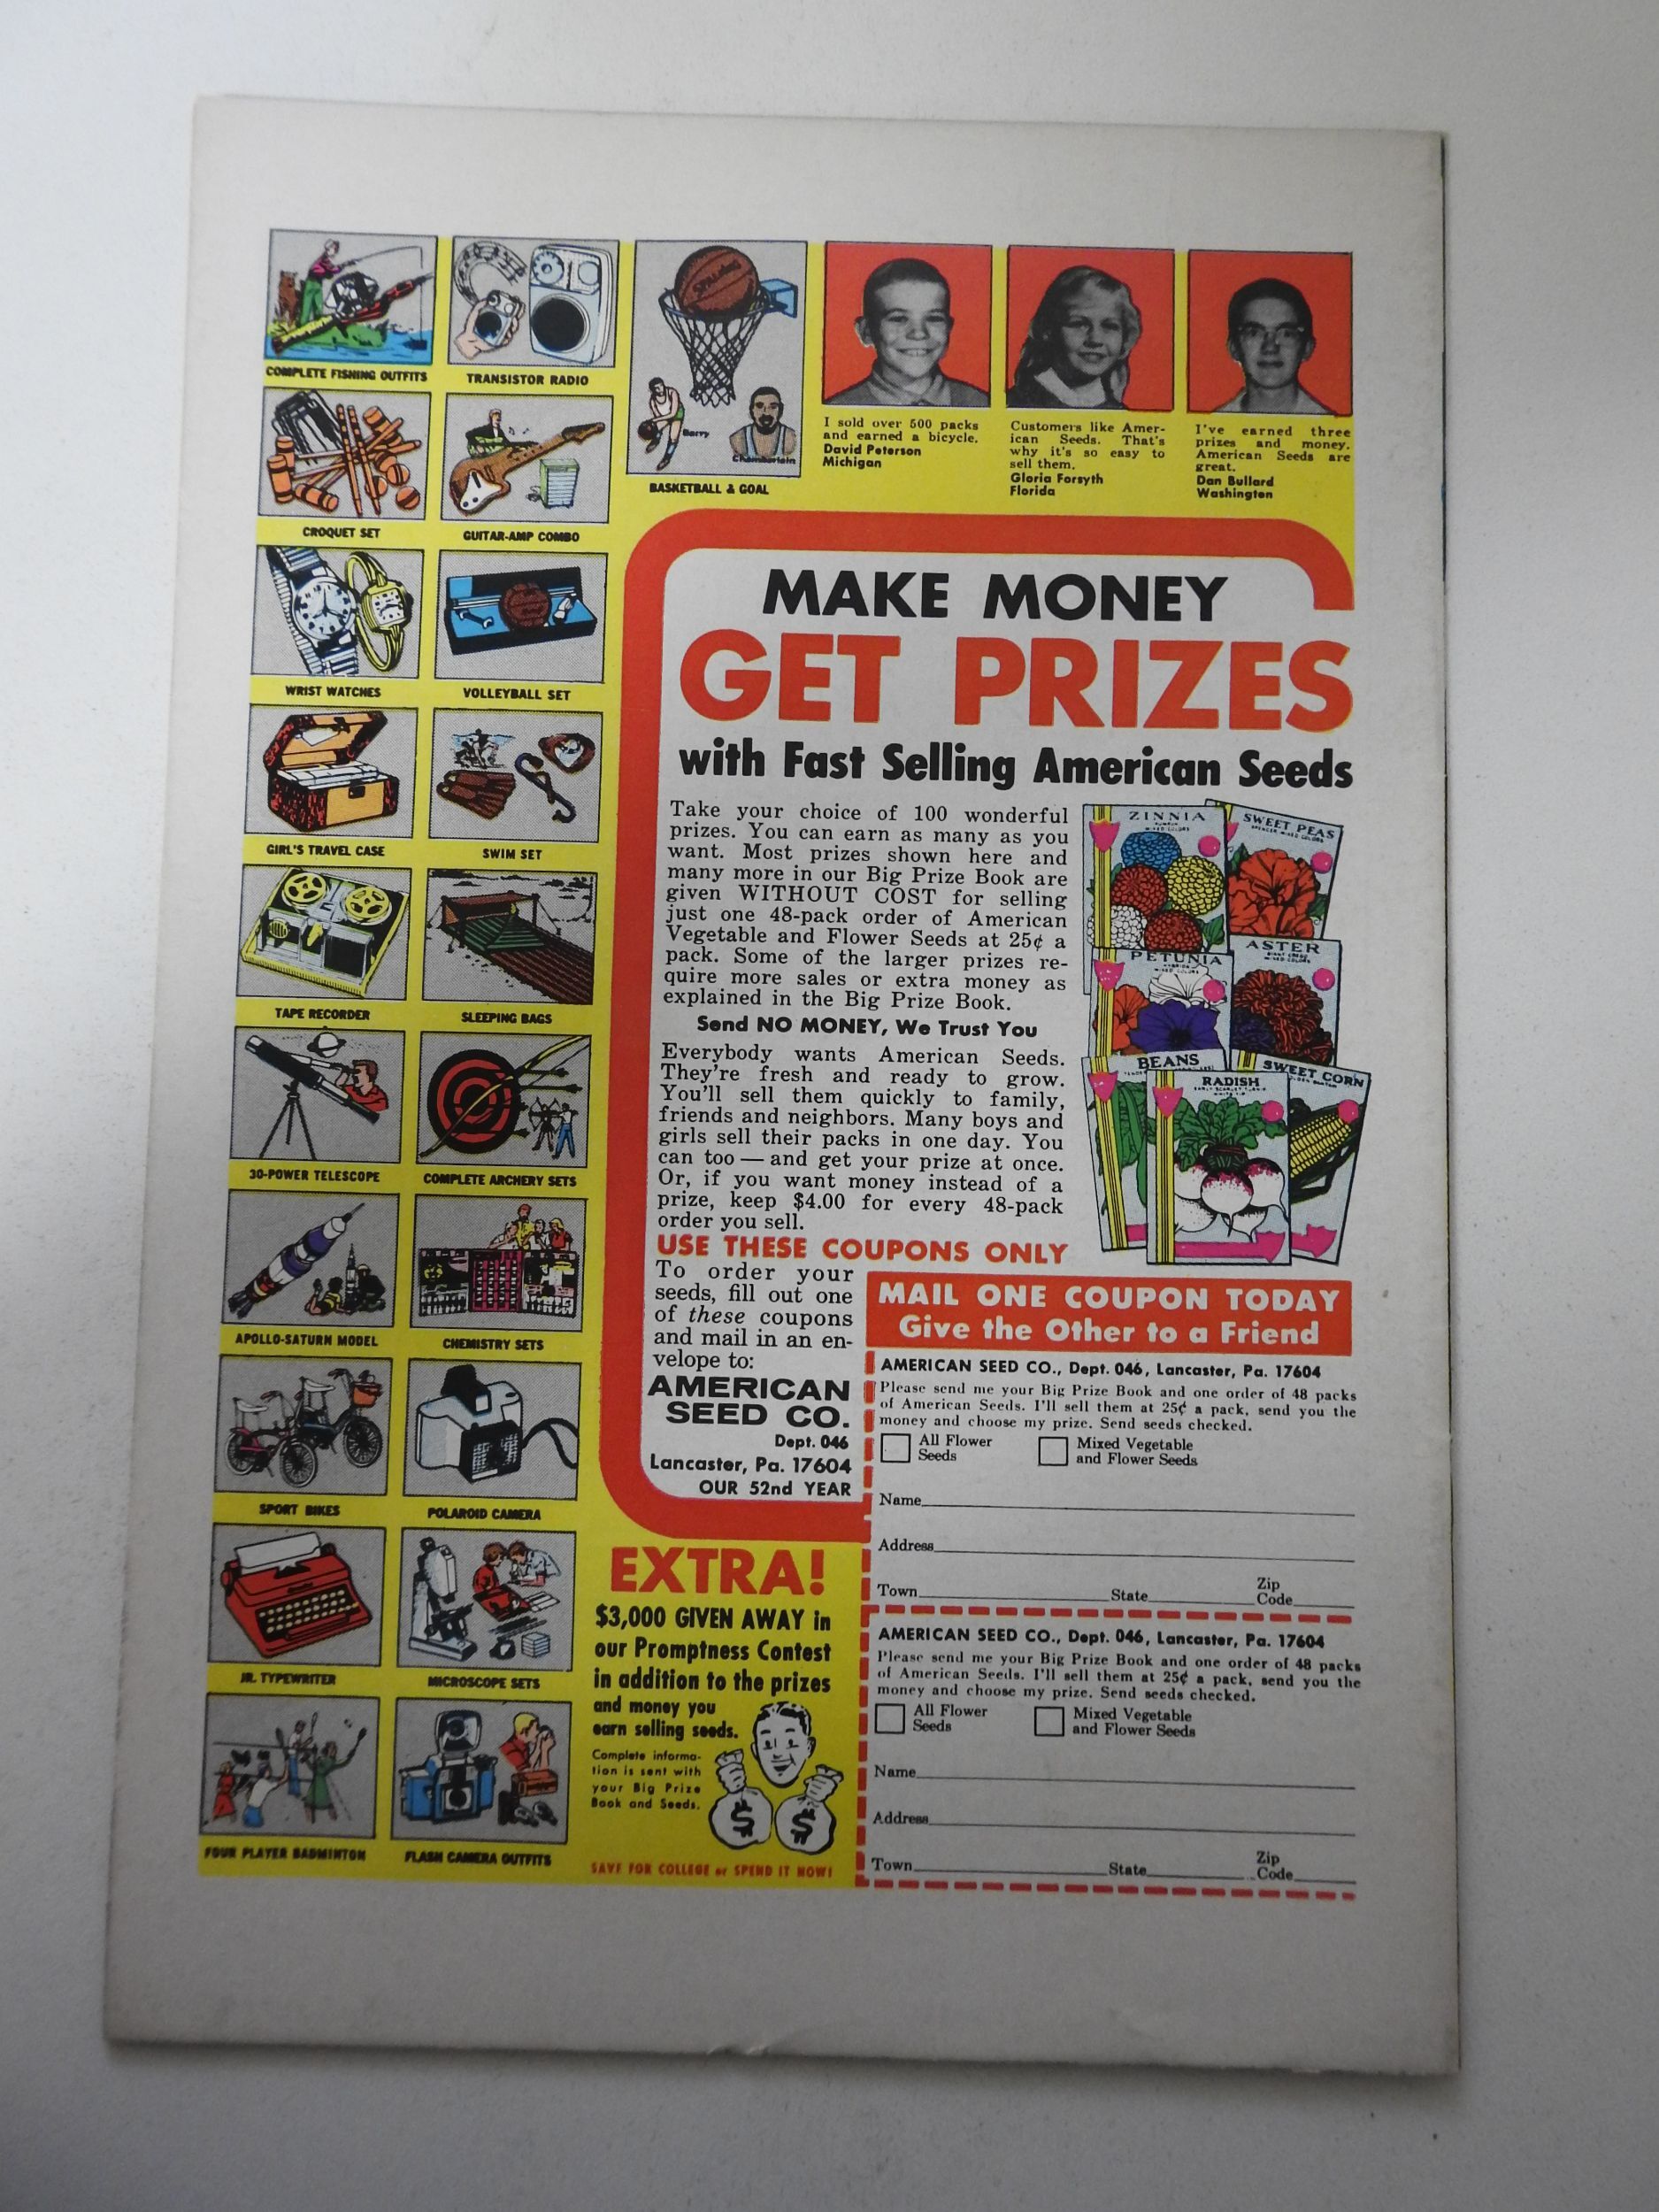 COMPLETE FISHING OUTFITS
TRANSISTOR RADIO
SPALDING
Barry
Chamberlain
BASKETBALL & GOAL
CROQUET SET
GUITAR-AMP COMBO
WRIST WATCHES
VOLLEYBALL SET
GIRL'S TRAVEL CASE
SWIM SET
TAPE RECORDER
SLEEPING BAGS
30-POWER TELESCOPE
COMPLETE ARCHERY SETS
APOLLO-SATURN MODEL
CHEMISTRY SETS
SPORT BIKES
POLAROID CAMERA
JR. TYPEWRITER
MICROSCOPE SETS
FOUR PLAYER BADMINTON
FLASH CAMERA OUTFITS
I sold over 500 packs
and earned a bicycle.
David Peterson
Michigan
Customers like Amer-
ican Seeds. That's
why it's so easy to
sell them.
Gloria Forsyth
Florida
I've earned three
prizes and money.
American Seeds are
great.
Dan Bullard
Washington
MAKE MONEY
GET PRIZES
with Fast Selling American Seeds
Take your choice of 100 wonderful
prizes. You can earn as many as you
want. Most prizes shown here and
many more in our Big Prize Book are
given WITHOUT COST for selling
just one 48-pack order of American
Vegetable and Flower Seeds at 25¢ a
pack. Some of the larger prizes re-
quire more sales or extra money as
explained in the Big Prize Book.
Send NO MONEY, We Trust You
Everybody wants American Seeds.
They're fresh and ready to grow.
You'll sell them quickly to family,
friends and neighbors. Many boys and
girls sell their packs in one day. You
can too — and get your prize at once.
Or, if you want money instead of a
prize, keep $4.00 for every 48-pack
order you sell.
ZINNIA
MIXED COLORS
SWEET PEAS
SPENCER MIXED COLORS
PETUNIA
MIXED COLORS
ASTER
MIXED COLORS
BEANS
RADISH
SWEET CORN
USE THESE COUPONS ONLY
To order your
seeds, fill out one
of these coupons
and mail in an en-
velope to:
AMERICAN
SEED CO.
Dept. 046
Lancaster, Pa. 17604
OUR 52nd YEAR
MAIL ONE COUPON TODAY
Give the Other to a Friend
AMERICAN SEED CO., Dept. 046, Lancaster, Pa. 17604
Please send me your Big Prize Book and one order of 48 packs
of American Seeds. I'll sell them at 25¢ a pack, send you the
money and choose my prize. Send seeds checked.
All Flower
Seeds
Mixed Vegetable
and Flower Seeds
Name
Address
Town State Zip
Code
AMERICAN SEED CO., Dept. 046, Lancaster, Pa. 17604
Please send me your Big Prize Book and one order of 48 packs
of American Seeds. I'll sell them at 25¢ a pack, send you the
money and choose my prize. Send seeds checked.
All Flower
Seeds
Mixed Vegetable
and Flower Seeds
Name
Address
Town State Zip
Code
EXTRA!
$3,000 GIVEN AWAY in
our Promptness Contest
in addition to the prizes
and money you
earn selling seeds.
Complete informa-
tion is sent with
your Big Prize
Book and Seeds.
$ $
SAVE FOR COLLEGE or SPEND IT NOW!